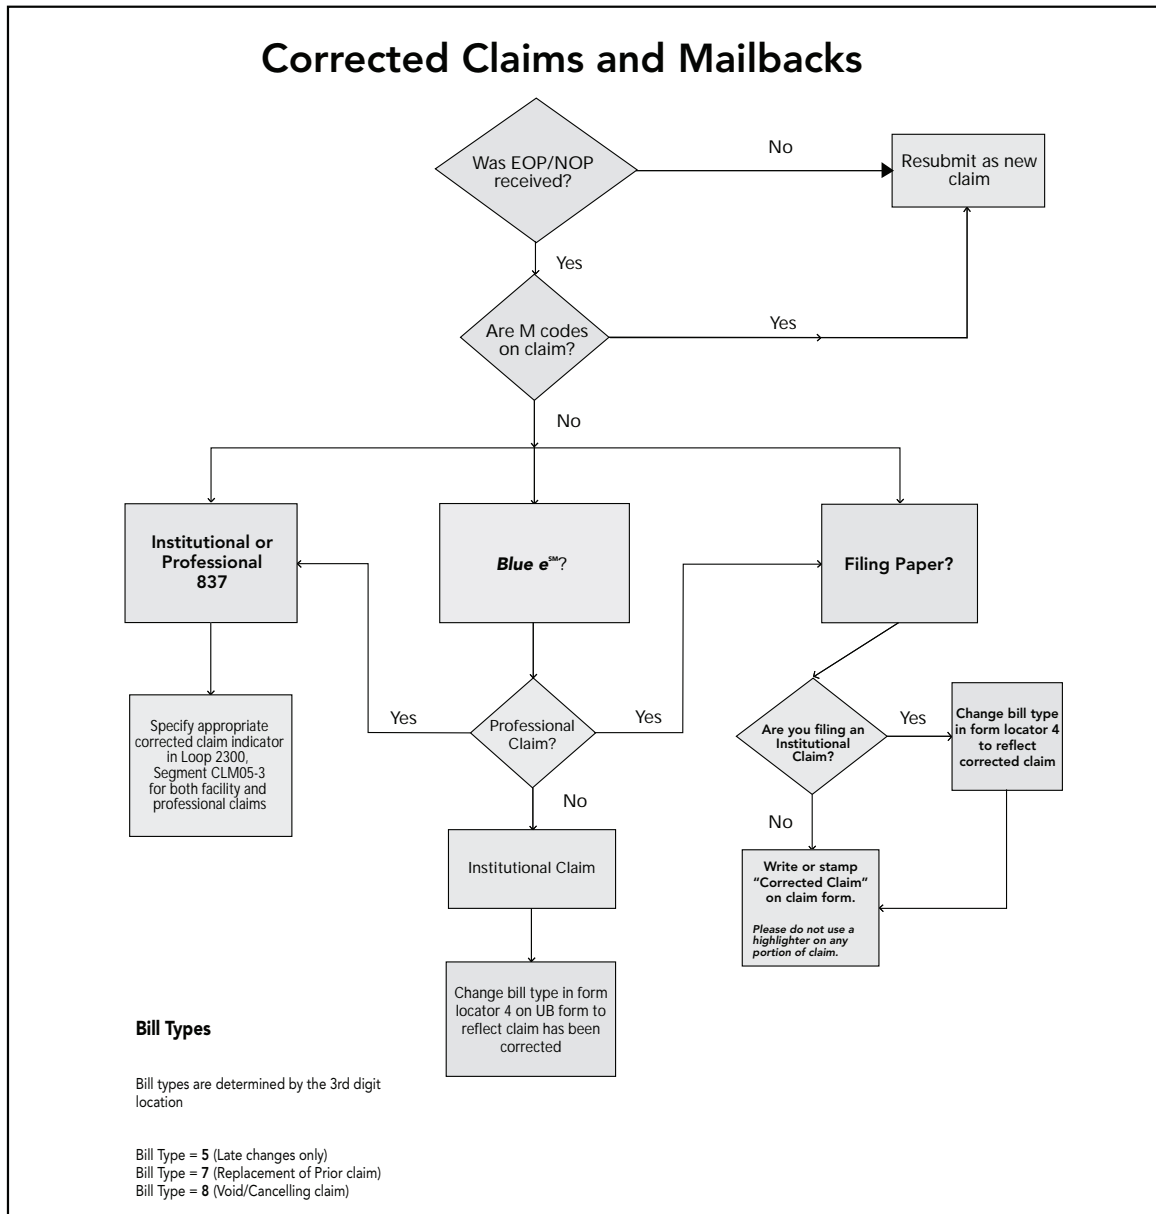 Corrected Claims and Mailbacks
Was EOP/NOP
received?
No
Resubmit as new
claim
Yes
Are M codes
on claim?
Yes
No
Institutional or
Professional
837
Blue e℠?
Filing Paper?
Specify appropriate
corrected claim indicator
in Loop 2300,
Segment CLM05-3
for both facility and
professional claims
Yes
Professional
Claim?
Yes
Are you filing an
Institutional
Claim?
Yes
Change bill type
in form locator 4
to reflect
corrected claim
No
Institutional Claim
No
Write or stamp
“Corrected Claim”
on claim form.
Please do not use a
highlighter on any
portion of claim.
Change bill type in form
locator 4 on UB form to
reflect claim has been
corrected
Bill Types
Bill types are determined by the 3rd digit
location
Bill Type = 5 (Late changes only)
Bill Type = 7 (Replacement of Prior claim)
Bill Type = 8 (Void/Cancelling claim)